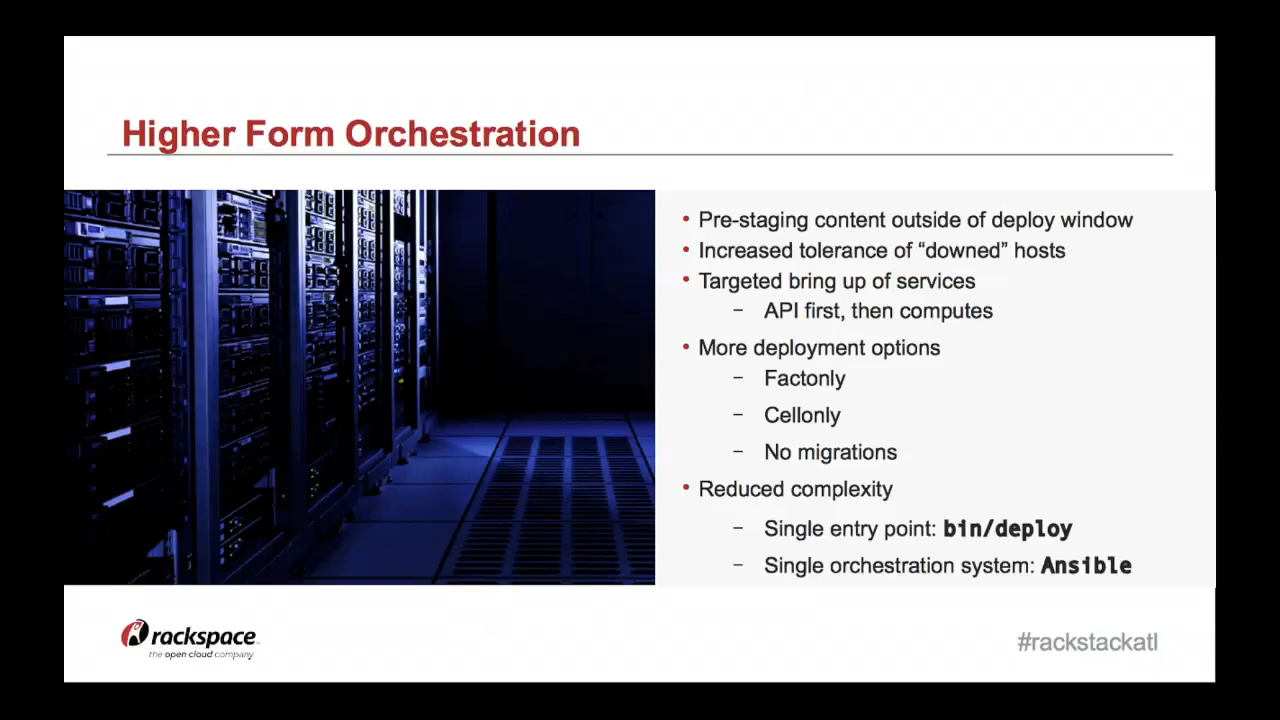 Higher Form Orchestration
• Pre-staging content outside of deploy window
• Increased tolerance of “downed” hosts
• Targeted bring up of services
– API first, then computes
• More deployment options
– Factonly
– Cellonly
– No migrations
• Reduced complexity
– Single entry point: bin/deploy
– Single orchestration system: Ansible
rackspace
the open cloud company
#rackstackatl